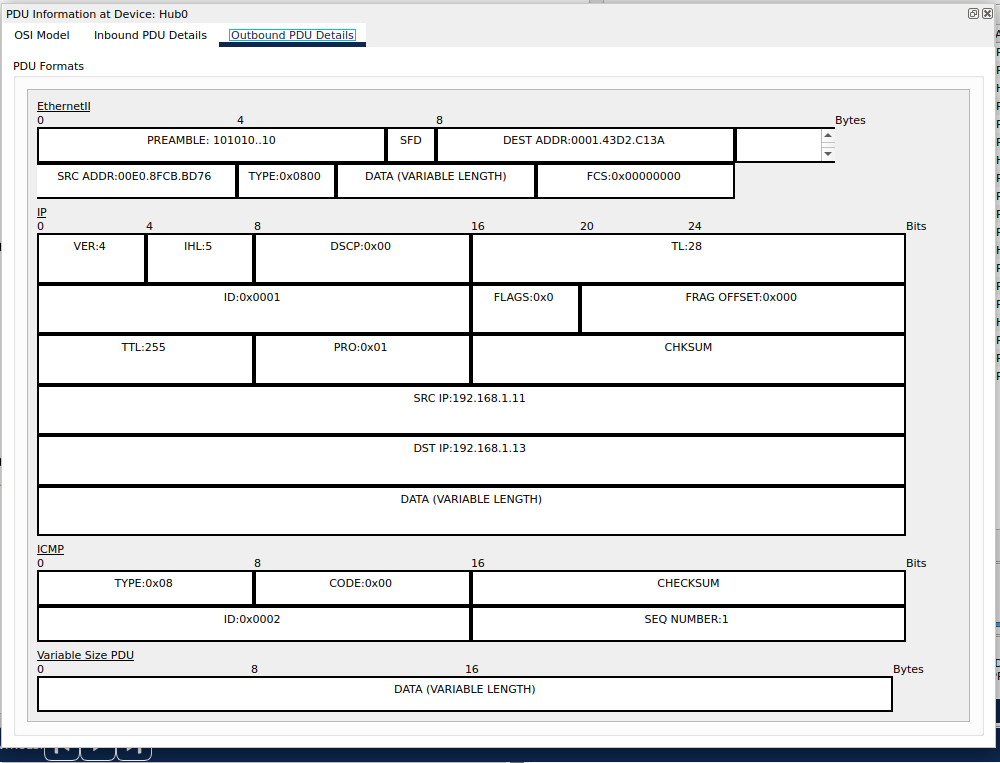 PDU Information at Device: Hub0
OSI Model Inbound PDU Details Outbound PDU Details
PDU Formats
EthernetII
0 4 8 Bytes
PREAMBLE: 101010..10 SFD DEST ADDR:0001.43D2.C13A
SRC ADDR:00E0.8FCB.BD76 TYPE:0x0800 DATA (VARIABLE LENGTH) FCS:0x00000000
IP
0 4 8 16 20 24 Bits
VER:4 IHL:5 DSCP:0x00 TL:28
ID:0x0001 FLAGS:0x0 FRAG OFFSET:0x000
TTL:255 PRO:0x01 CHKSUM
SRC IP:192.168.1.11
DST IP:192.168.1.13
DATA (VARIABLE LENGTH)
ICMP
0 8 16 Bits
TYPE:0x08 CODE:0x00 CHECKSUM
ID:0x0002 SEQ NUMBER:1
Variable Size PDU
0 8 16 Bytes
DATA (VARIABLE LENGTH)